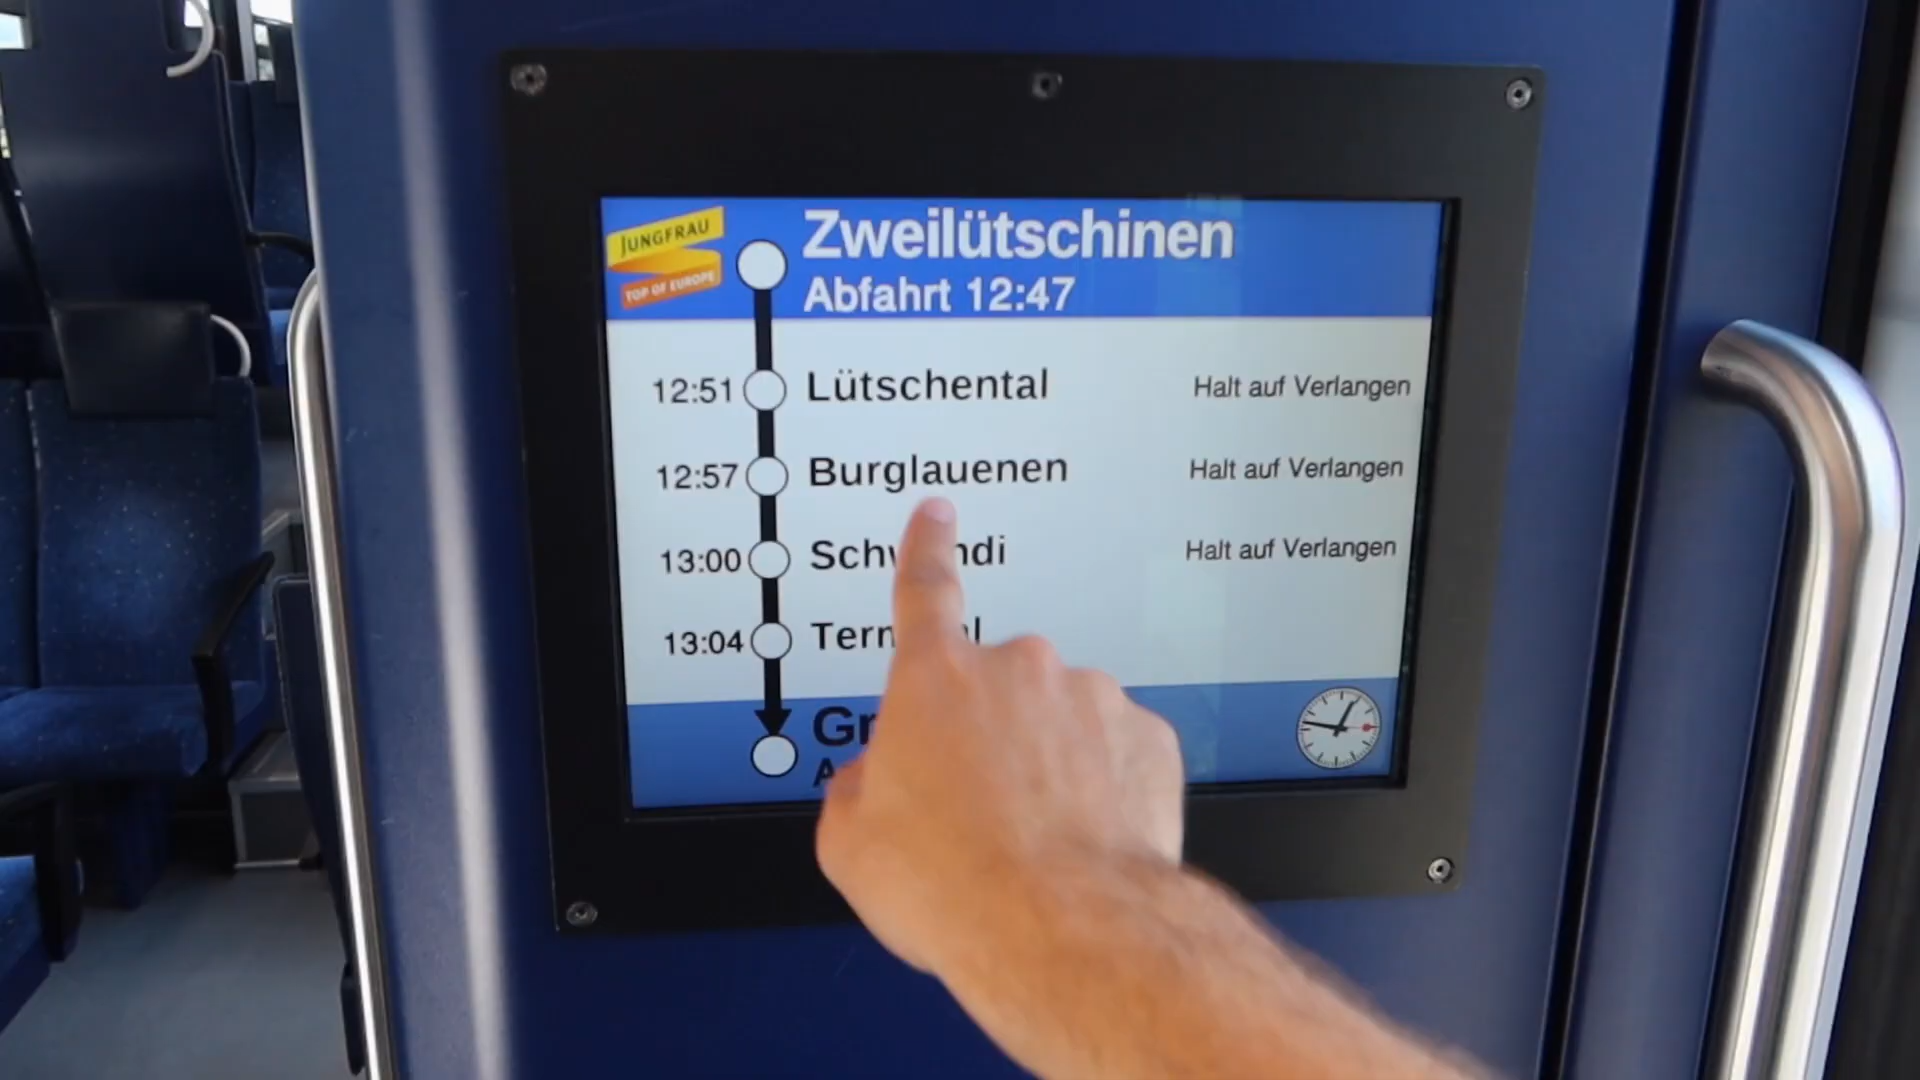 JUNGFRAU
TOP OF EUROPE
Zweilütschinen
Abfahrt 12:47
12:51 Lütschental Halt auf Verlangen
12:57 Burglauenen Halt auf Verlangen
13:00 Halt auf Verlangen
13:04